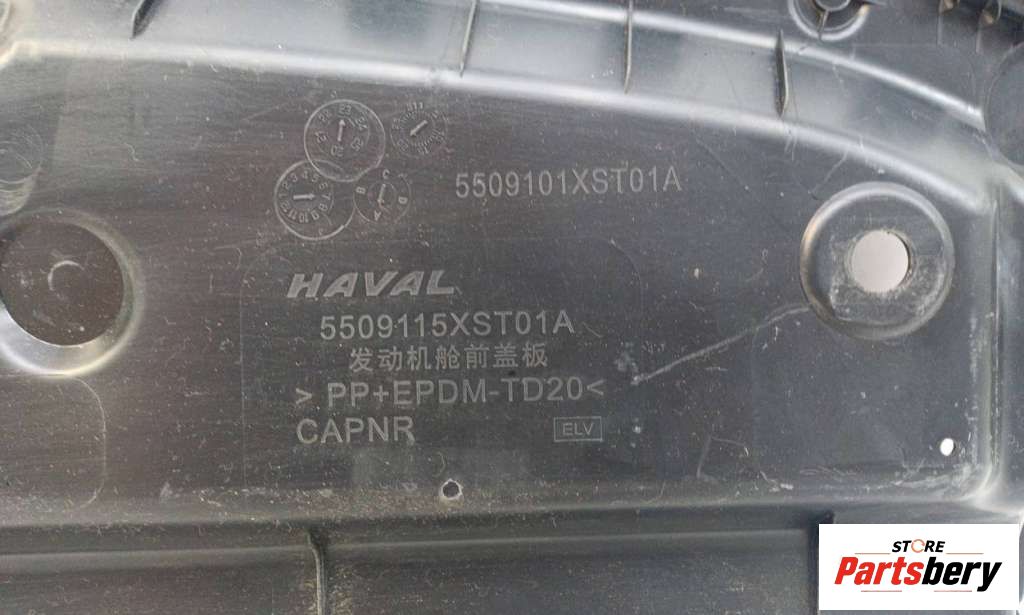 5509101XST01A
HAVAL
5509115XST01A
发动机舱前盖板
> PP+EPDM-TD20<
CAPNR
ELV
STORE
Partsbery